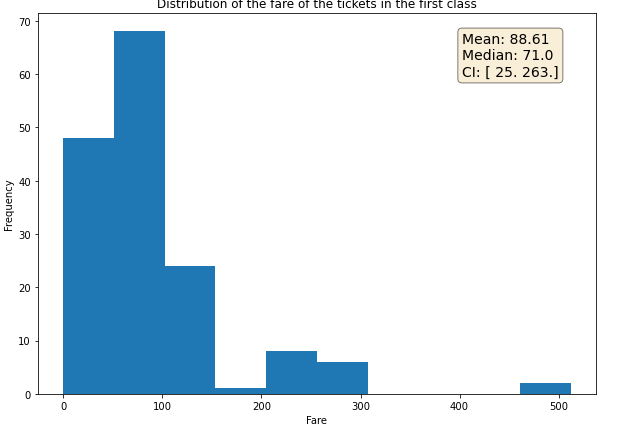 Distribution of the fare of the tickets in the first class
70
60
50
40
30
20
10
0
Frequency
Mean: 88.61
Median: 71.0
CI: [ 25. 263.]
0 100 200 300 400 500
Fare